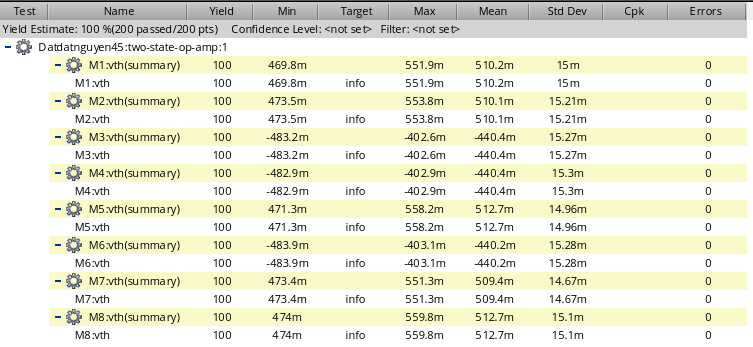 Test Name Yield Min Target Max Mean Std Dev Cpk Errors
Yield Estimate: 100 %(200 passed/200 pts) Confidence Level: <not set> Filter: <not set>
Datdatnguyen45:two-state-op-amp:1
M1:vth(summary) 100 469.8m 551.9m 510.2m 15m 0
M1:vth 100 469.8m info 551.9m 510.2m 15m 0
M2:vth(summary) 100 473.5m 553.8m 510.1m 15.21m 0
M2:vth 100 473.5m info 553.8m 510.1m 15.21m 0
M3:vth(summary) 100 -483.2m -402.6m -440.4m 15.27m 0
M3:vth 100 -483.2m info -402.6m -440.4m 15.27m 0
M4:vth(summary) 100 -482.9m -402.9m -440.4m 15.3m 0
M4:vth 100 -482.9m info -402.9m -440.4m 15.3m 0
M5:vth(summary) 100 471.3m 558.2m 512.7m 14.96m 0
M5:vth 100 471.3m info 558.2m 512.7m 14.96m 0
M6:vth(summary) 100 -483.9m -403.1m -440.2m 15.28m 0
M6:vth 100 -483.9m info -403.1m -440.2m 15.28m 0
M7:vth(summary) 100 473.4m 551.3m 509.4m 14.67m 0
M7:vth 100 473.4m info 551.3m 509.4m 14.67m 0
M8:vth(summary) 100 474m 559.8m 512.7m 15.1m 0
M8:vth 100 474m info 559.8m 512.7m 15.1m 0